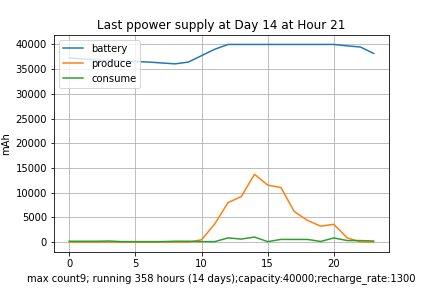 Last ppower supply at Day 14 at Hour 21
40000
35000
30000
25000
20000
15000
10000
5000
0
mAh
battery
produce
consume
0 5 10 15 20
max count9; running 358 hours (14 days);capacity:40000;recharge_rate:1300